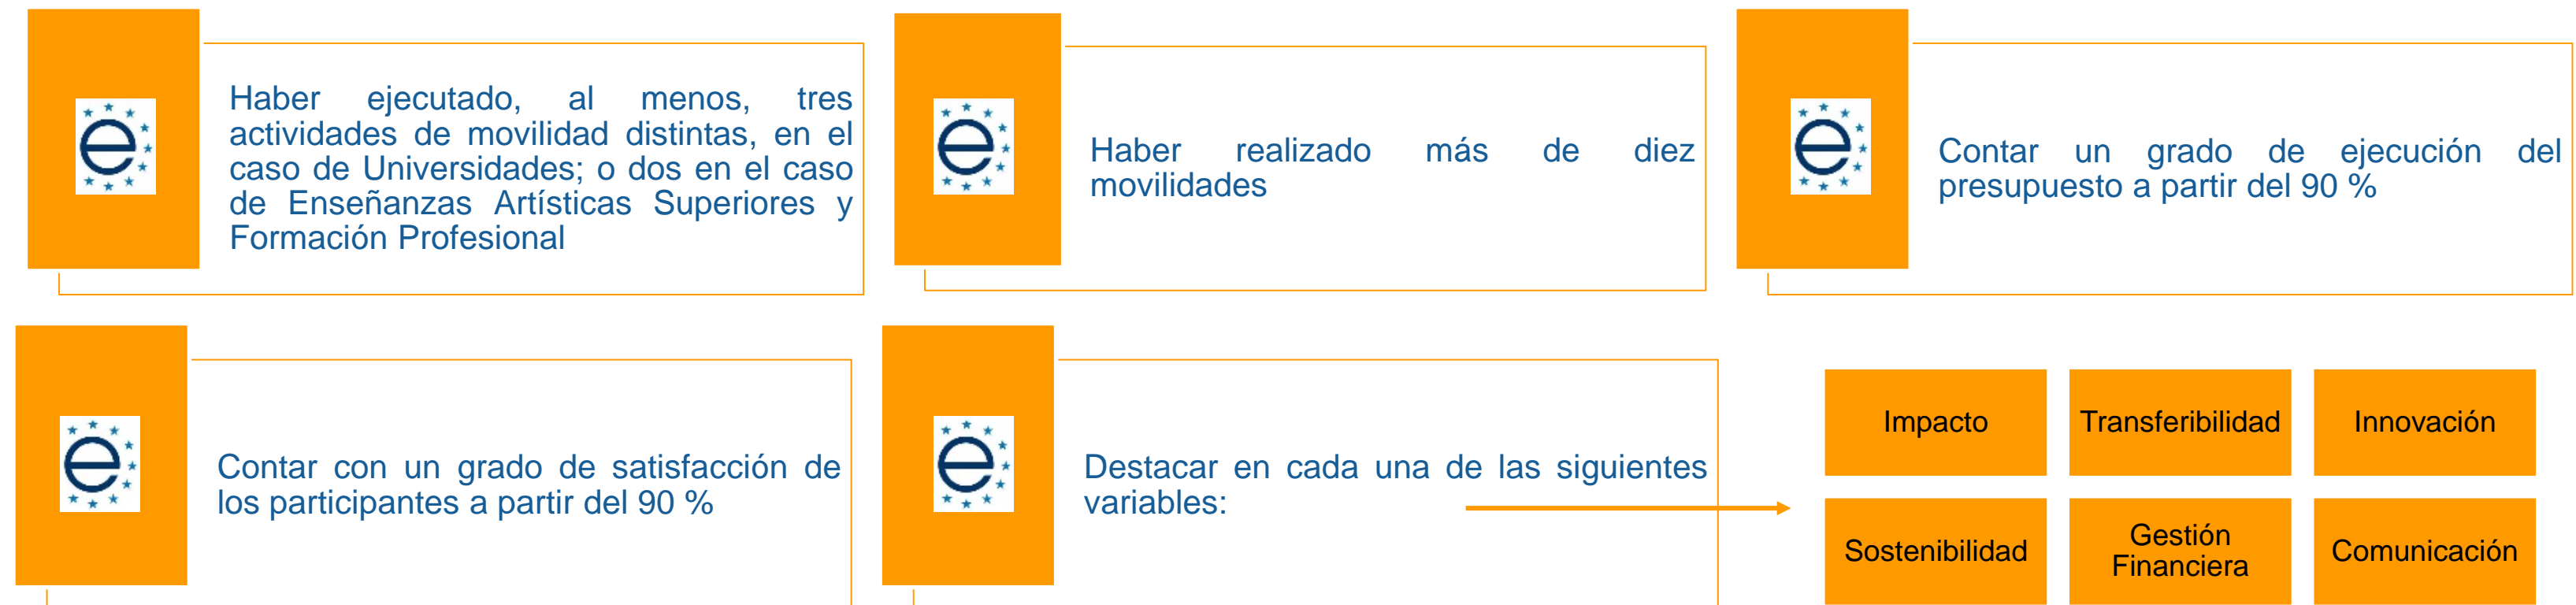 Haber ejecutado, al menos, tres
actividades de movilidad distintas, en el
caso de Universidades; o dos en el caso
de Enseñanzas Artísticas Superiores y
Formación Profesional
Haber realizado más de diez
movilidades
Contar un grado de ejecución del
presupuesto a partir del 90 %
Contar con un grado de satisfacción de
los participantes a partir del 90 %
Destacar en cada una de las siguientes
variables:
Impacto
Transferibilidad
Innovación
Sostenibilidad
Gestión
Financiera
Comunicación